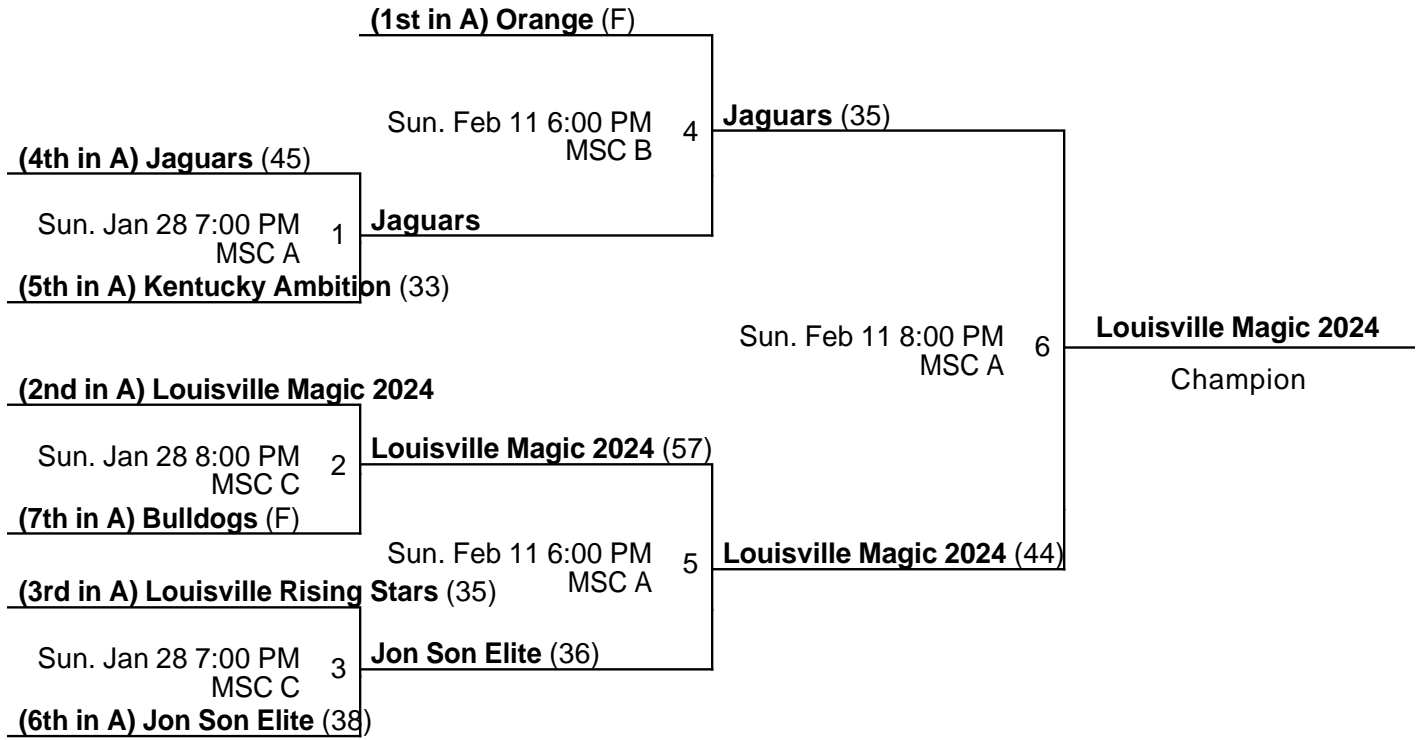 (1st in A) Orange (F)
Sun. Feb 11 6:00 PM
MSC B
4
Jaguars (35)
(4th in A) Jaguars (45)
Sun. Jan 28 7:00 PM
MSC A
1
Jaguars
(5th in A) Kentucky Ambition (33)
Sun. Feb 11 8:00 PM
MSC A
6
Louisville Magic 2024
Champion
(2nd in A) Louisville Magic 2024
Sun. Jan 28 8:00 PM
MSC C
2
Louisville Magic 2024 (57)
(7th in A) Bulldogs (F)
Sun. Feb 11 6:00 PM
MSC A
5
Louisville Magic 2024 (44)
(3rd in A) Louisville Rising Stars (35)
Sun. Jan 28 7:00 PM
MSC C
3
Jon Son Elite (36)
(6th in A) Jon Son Elite (38)